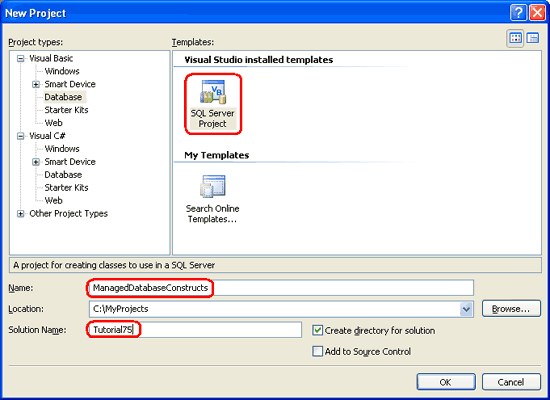 New Project
Project types:
Templates:
Visual Basic
Windows
Smart Device
Database
Starter Kits
Web
Visual C#
Windows
Smart Device
Database
Starter Kits
Web
Other Project Types
Visual Studio installed templates
SQL Server
Project
My Templates
Search Online
Templates...
A project for creating classes to use in a SQL Server
Name:
ManagedDatabaseConstructs
Location:
C:\MyProjects
Browse...
Solution Name:
Tutorial75
Create directory for solution
Add to Source Control
OK
Cancel